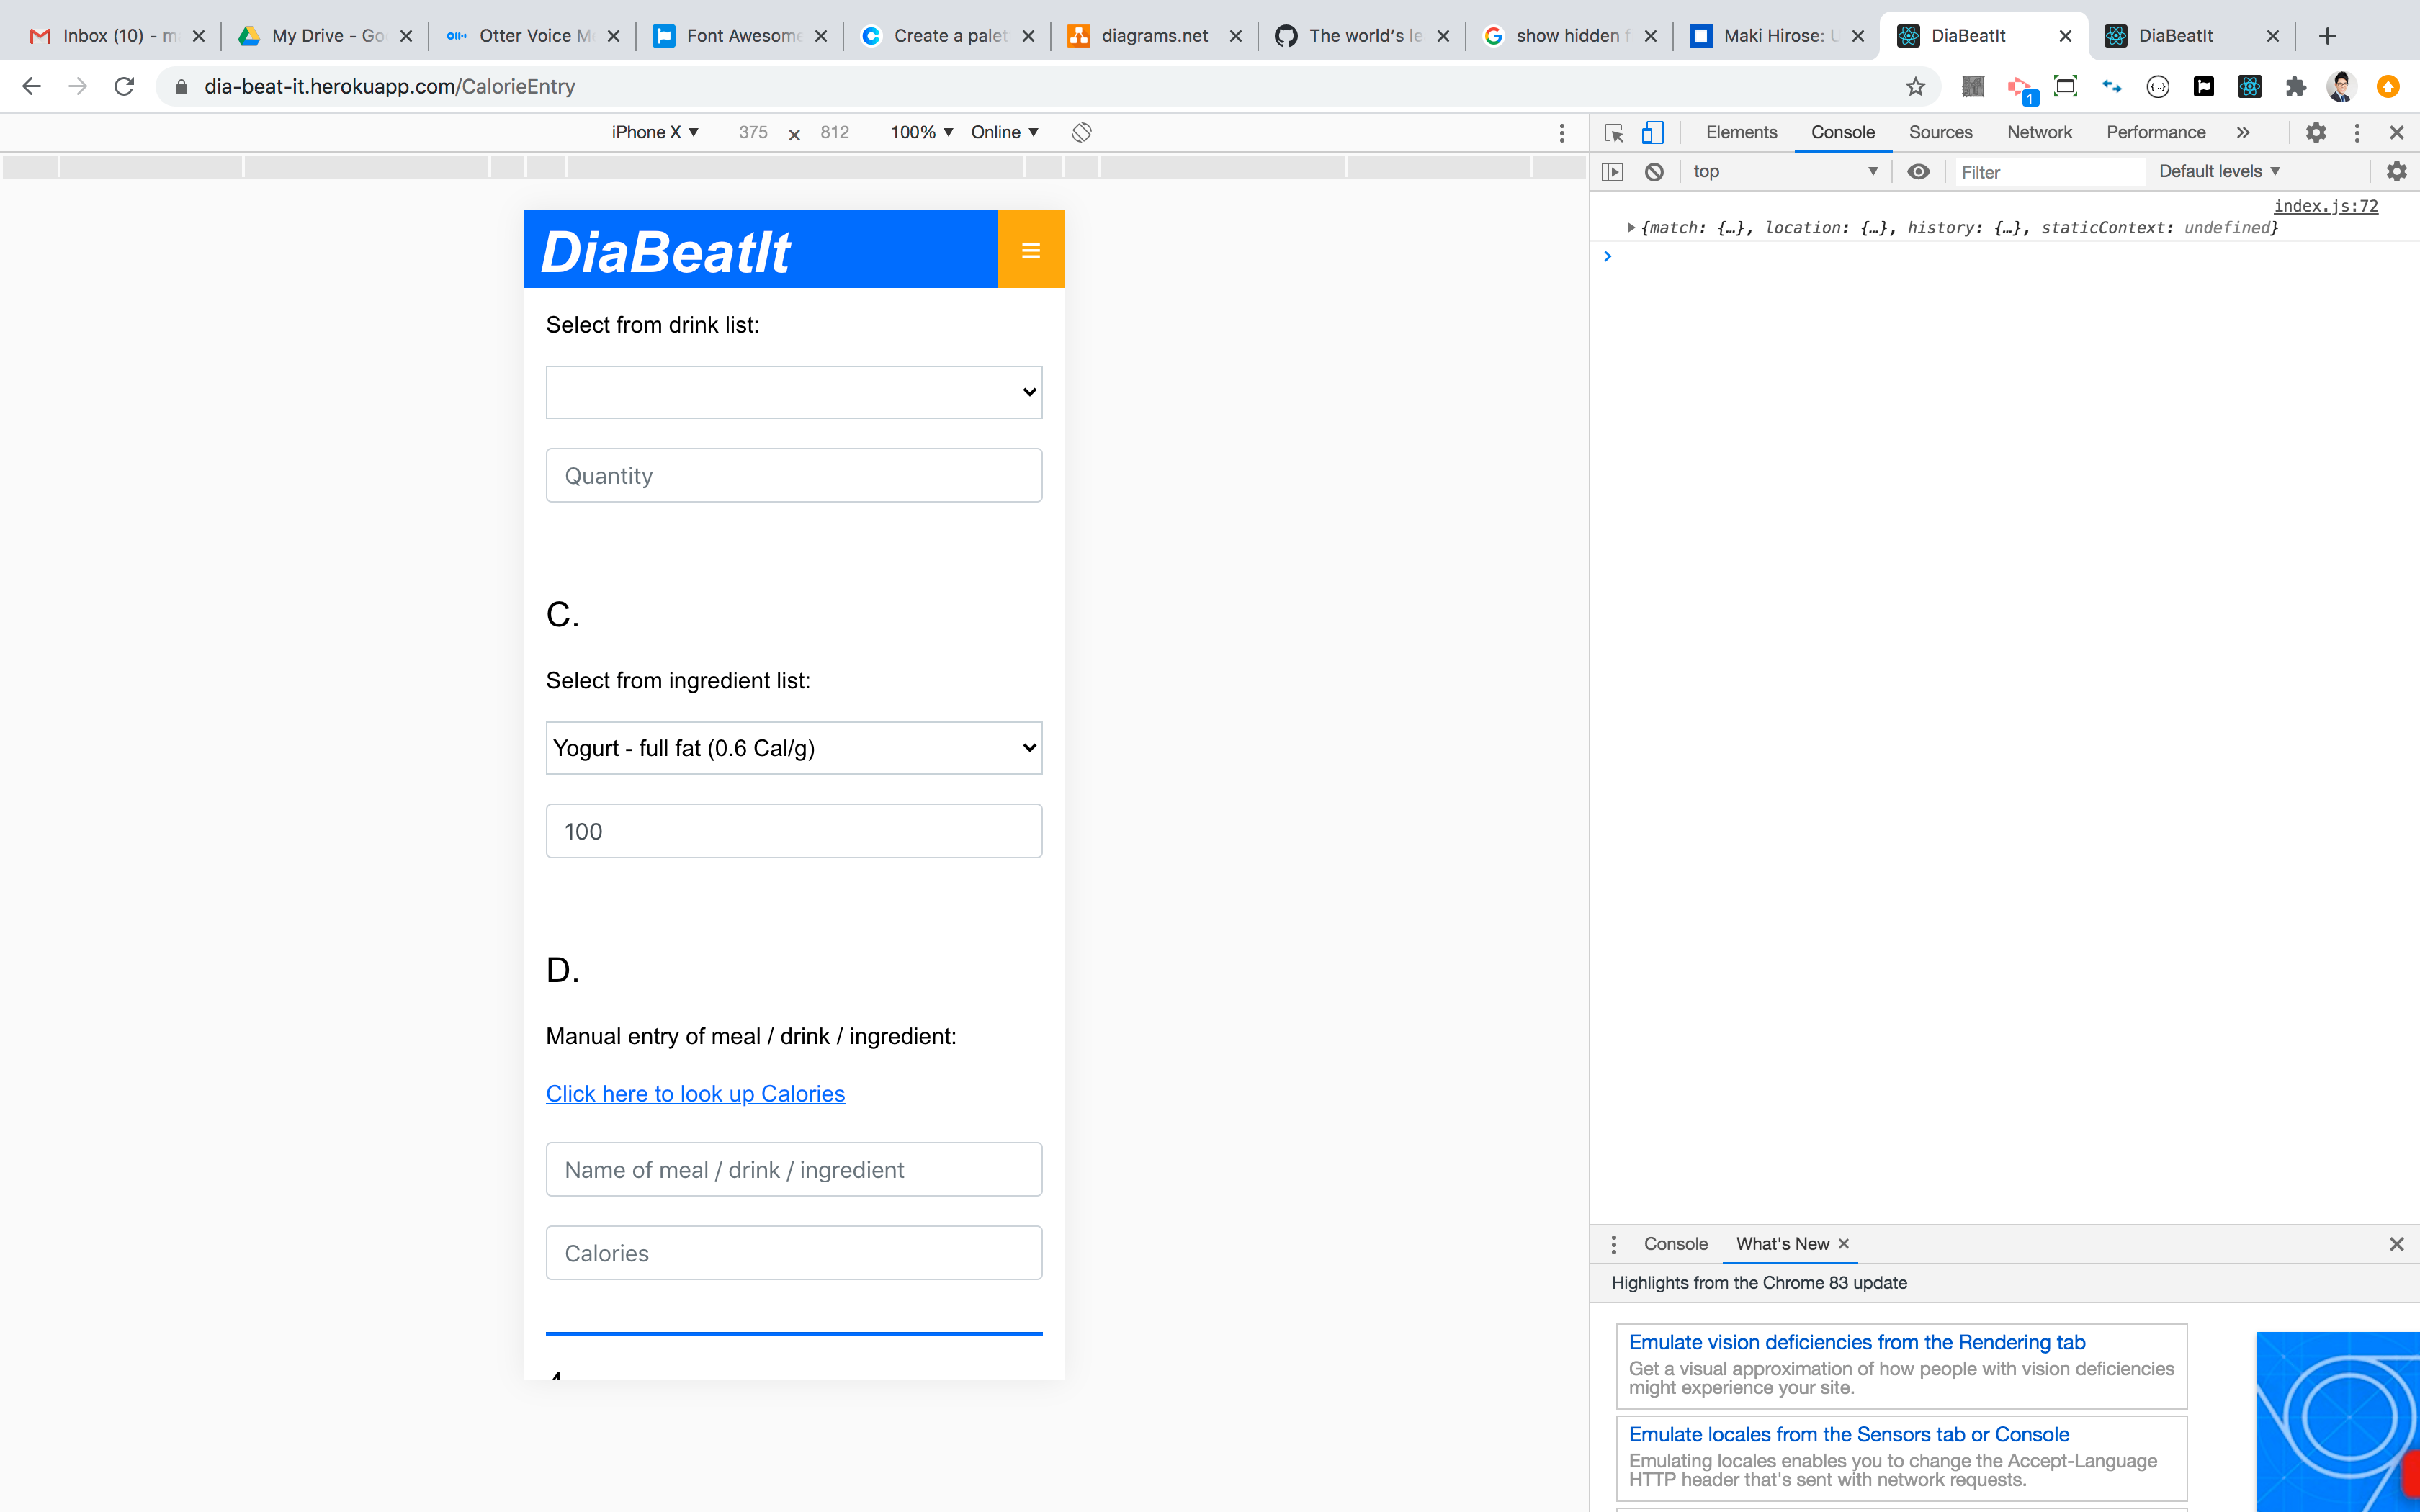 Inbox (10) - m
My Drive - Go
Otter Voice M
Font Awesome
Create a palet
diagrams.net
The world's le
show hidden f
Maki Hirose: U
DiaBeatIt
DiaBeatIt
dia-beat-it.herokuapp.com/CalorieEntry
1
iPhone X ▼ 375 × 812 100% ▼ Online ▼
Elements Console Sources Network Performance »
top Filter Default levels ▼
index.js:72
{match: {…}, location: {…}, history: {…}, staticContext: undefined}
DiaBeatIt
Select from drink list:
Quantity
C.
Select from ingredient list:
Yogurt - full fat (0.6 Cal/g)
100
D.
Manual entry of meal / drink / ingredient:
Click here to look up Calories
Name of meal / drink / ingredient
Calories
Console What's New
Highlights from the Chrome 83 update
Emulate vision deficiencies from the Rendering tab
Get a visual approximation of how people with vision deficiencies
might experience your site.
Emulate locales from the Sensors tab or Console
Emulating locales enables you to change the Accept-Language
HTTP header that's sent with network requests.